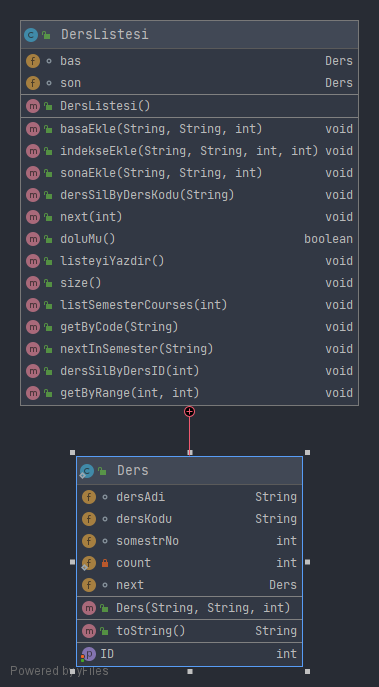 DersListesi
bas Ders
son Ders
DersListesi()
basaEkle(String, String, int) void
indekseEkle(String, String, int, int) void
sonaEkle(String, String, int) void
dersSilByDersKodu(String) void
next(int) void
doluMu() boolean
listeyiYazdir() void
size() void
listSemesterCourses(int) void
getByCode(String) void
nextInSemester(String) void
dersSilByDersID(int) void
getByRange(int, int) void
Ders
dersAdi String
dersKodu String
somestrNo int
count int
next Ders
Ders(String, String, int)
toString() String
ID int
Powered by yFiles